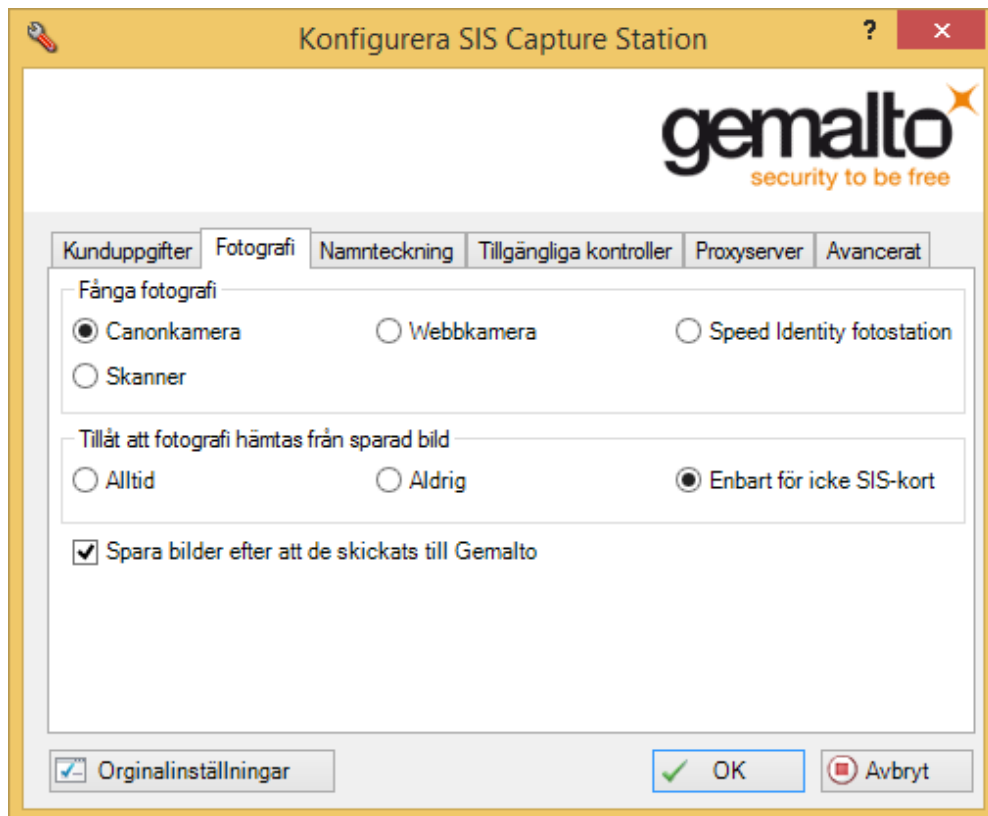 Konfigurera SIS Capture Station
?
gemalto
security to be free
Kunduppgifter Fotografi Namnteckning Tillgängliga kontroller Proxyserver Avancerat
Fånga fotografi
Canonkamera Webbkamera Speed Identity fotostation
Skanner
Tillåt att fotografi hämtas från sparad bild
Alltid Aldrig Enbart för icke SIS-kort
Spara bilder efter att de skickats till Gemalto
Orginalinställningar OK Avbryt